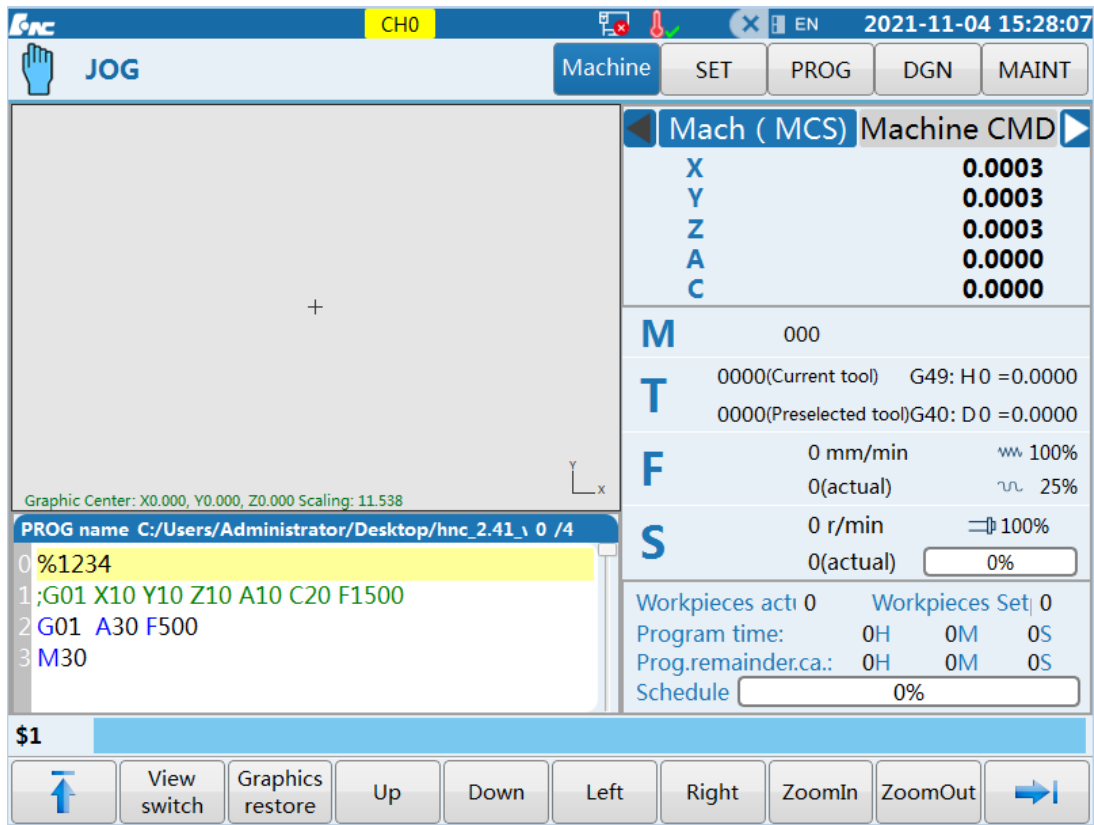 HNC CH0 EN 2021-11-04 15:28:07
JOG Machine SET PROG DGN MAINT
Mach ( MCS) Machine CMD
X 0.0003
Y 0.0003
Z 0.0003
A 0.0000
C 0.0000
M 000
T 0000(Current tool) G49: H0 =0.0000
0000(Preselected tool)G40: D0 =0.0000
F 0 mm/min 100%
0(actual) 25%
S 0 r/min 100%
0(actual) 0%
Workpieces actu 0 Workpieces Set 0
Program time: 0H 0M 0S
Prog.remainder.ca.: 0H 0M 0S
Schedule 0%
Y
X
Graphic Center: X0.000, Y0.000, Z0.000 Scaling: 11.538
PROG name C:/Users/Administrator/Desktop/hnc_2.41_ 0 /4
0 %1234
1 ;G01 X10 Y10 Z10 A10 C20 F1500
2 G01 A30 F500
3 M30
$1
View switch
Graphics restore
Up
Down
Left
Right
ZoomIn
ZoomOut